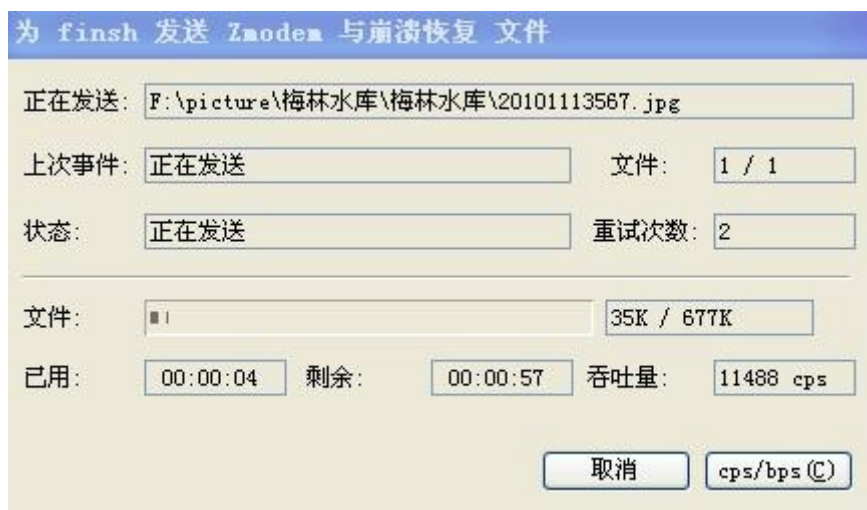 为 finsh 发送 Zmodem 与崩溃恢复 文件
正在发送: F:\picture\梅林水库\梅林水库\20101113567.jpg
上次事件: 正在发送 文件: 1 / 1
状态: 正在发送 重试次数: 2
文件: 35K / 677K
已用: 00:00:04 剩余: 00:00:57 吞吐量: 11488 cps
取消 cps/bps(C)